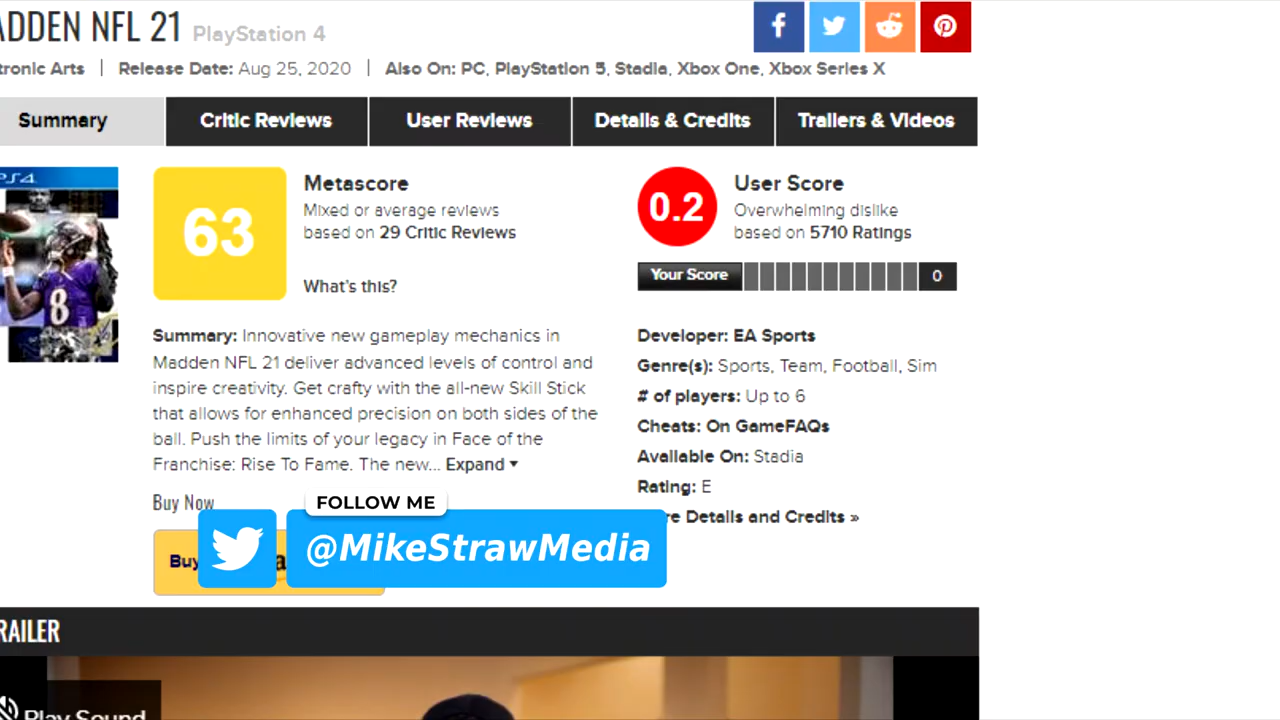 ADDEN NFL 21 PlayStation 4
tronic Arts | Release Date: Aug 25, 2020 | Also On: PC, PlayStation 5, Stadia, Xbox One, Xbox Series X
Summary
Critic Reviews
User Reviews
Details & Credits
Trailers & Videos
PS4
8
63
Metascore
Mixed or average reviews
based on 29 Critic Reviews
What's this?
0.2
User Score
Overwhelming dislike
based on 5710 Ratings
Your Score
0
Summary: Innovative new gameplay mechanics in
Madden NFL 21 deliver advanced levels of control and
inspire creativity. Get crafty with the all-new Skill Stick
that allows for enhanced precision on both sides of the
ball. Push the limits of your legacy in Face of the
Franchise: Rise To Fame. The new... Expand
Developer: EA Sports
Genre(s): Sports, Team, Football, Sim
# of players: Up to 6
Cheats: On GameFAQs
Available On: Stadia
Rating: E
re Details and Credits »
Buy Now
Buy
FOLLOW ME
@MikeStrawMedia
RAILER
Play Sound